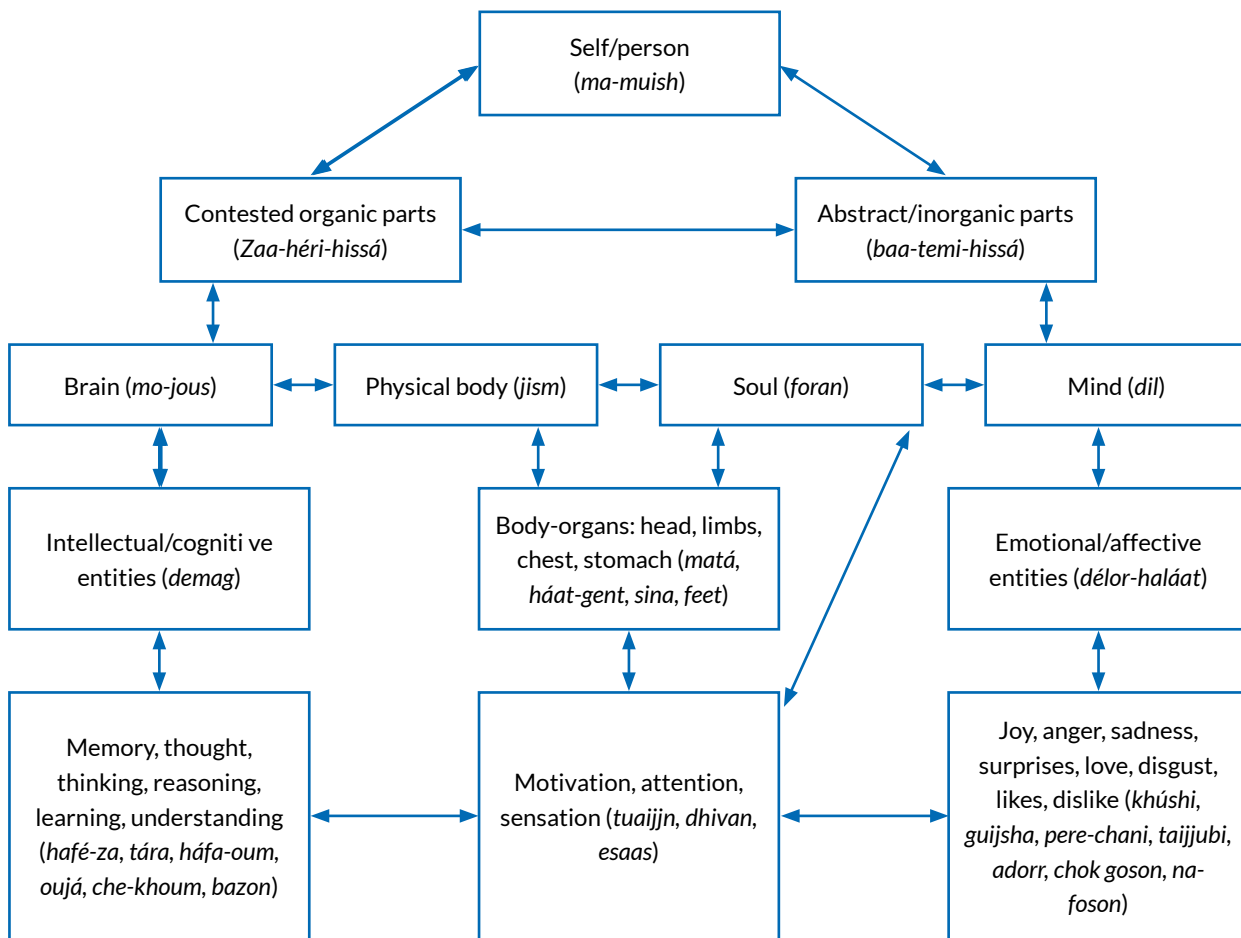 Self/person
(ma-muish)
Contested organic parts
(Zaa-héri-hissá)
Abstract/inorganic parts
(baa-temi-hissá)
Brain (mo-jous)
Physical body (jism)
Soul (foran)
Mind (dil)
Intellectual/cogniti ve
entities (demag)
Body-organs: head, limbs,
chest, stomach (matá,
háat-gent, sina, feet)
Emotional/affective
entities (délor-haláat)
Memory, thought,
thinking, reasoning,
learning, understanding
(hafé-za, tára, háfa-oum,
oujá, che-khoum, bazon)
Motivation, attention,
sensation (tuaijjn, dhivan,
esaas)
Joy, anger, sadness,
surprises, love, disgust,
likes, dislike (khúshi,
guijsha, pere-chani, taijjubi,
adorr, chok goson, na-
foson)